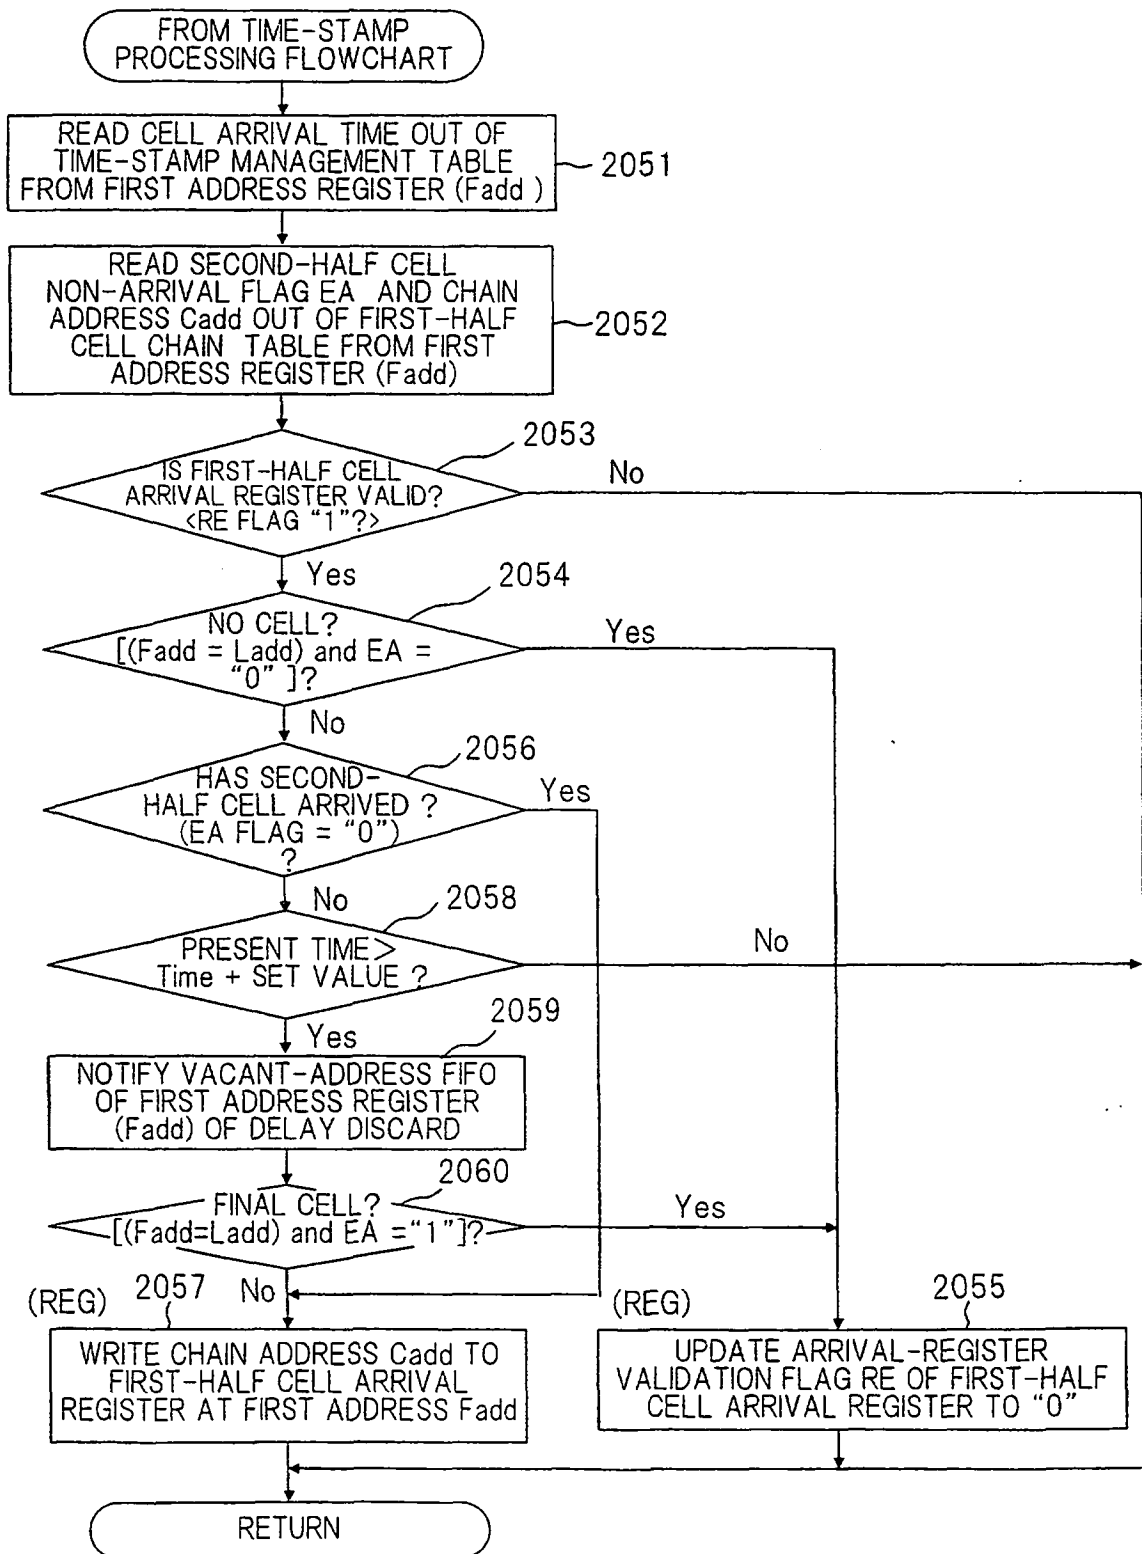 FROM TIME-STAMP
PROCESSING FLOWCHART
READ CELL ARRIVAL TIME OUT OF
TIME-STAMP MANAGEMENT TABLE
FROM FIRST ADDRESS REGISTER (Fadd )
2051
READ SECOND-HALF CELL
NON-ARRIVAL FLAG EA AND CHAIN
ADDRESS Cadd OUT OF FIRST-HALF
CELL CHAIN TABLE FROM FIRST
ADDRESS REGISTER (Fadd)
2052
2053
IS FIRST-HALF CELL
ARRIVAL REGISTER VALID?
<RE FLAG "1"?>
No
Yes
2054
NO CELL?
[(Fadd = Ladd) and EA =
"0" ]?
Yes
No
2056
HAS SECOND-
HALF CELL ARRIVED ?
(EA FLAG = "0")
?
Yes
No
2058
PRESENT TIME >
Time + SET VALUE ?
No
Yes
2059
NOTIFY VACANT-ADDRESS FIFO
OF FIRST ADDRESS REGISTER
(Fadd) OF DELAY DISCARD
2060
FINAL CELL?
[(Fadd=Ladd) and EA ="1"]?
Yes
No
(REG)
2057
WRITE CHAIN ADDRESS Cadd TO
FIRST-HALF CELL ARRIVAL
REGISTER AT FIRST ADDRESS Fadd
(REG)
2055
UPDATE ARRIVAL-REGISTER
VALIDATION FLAG RE OF FIRST-HALF
CELL ARRIVAL REGISTER TO "0"
RETURN